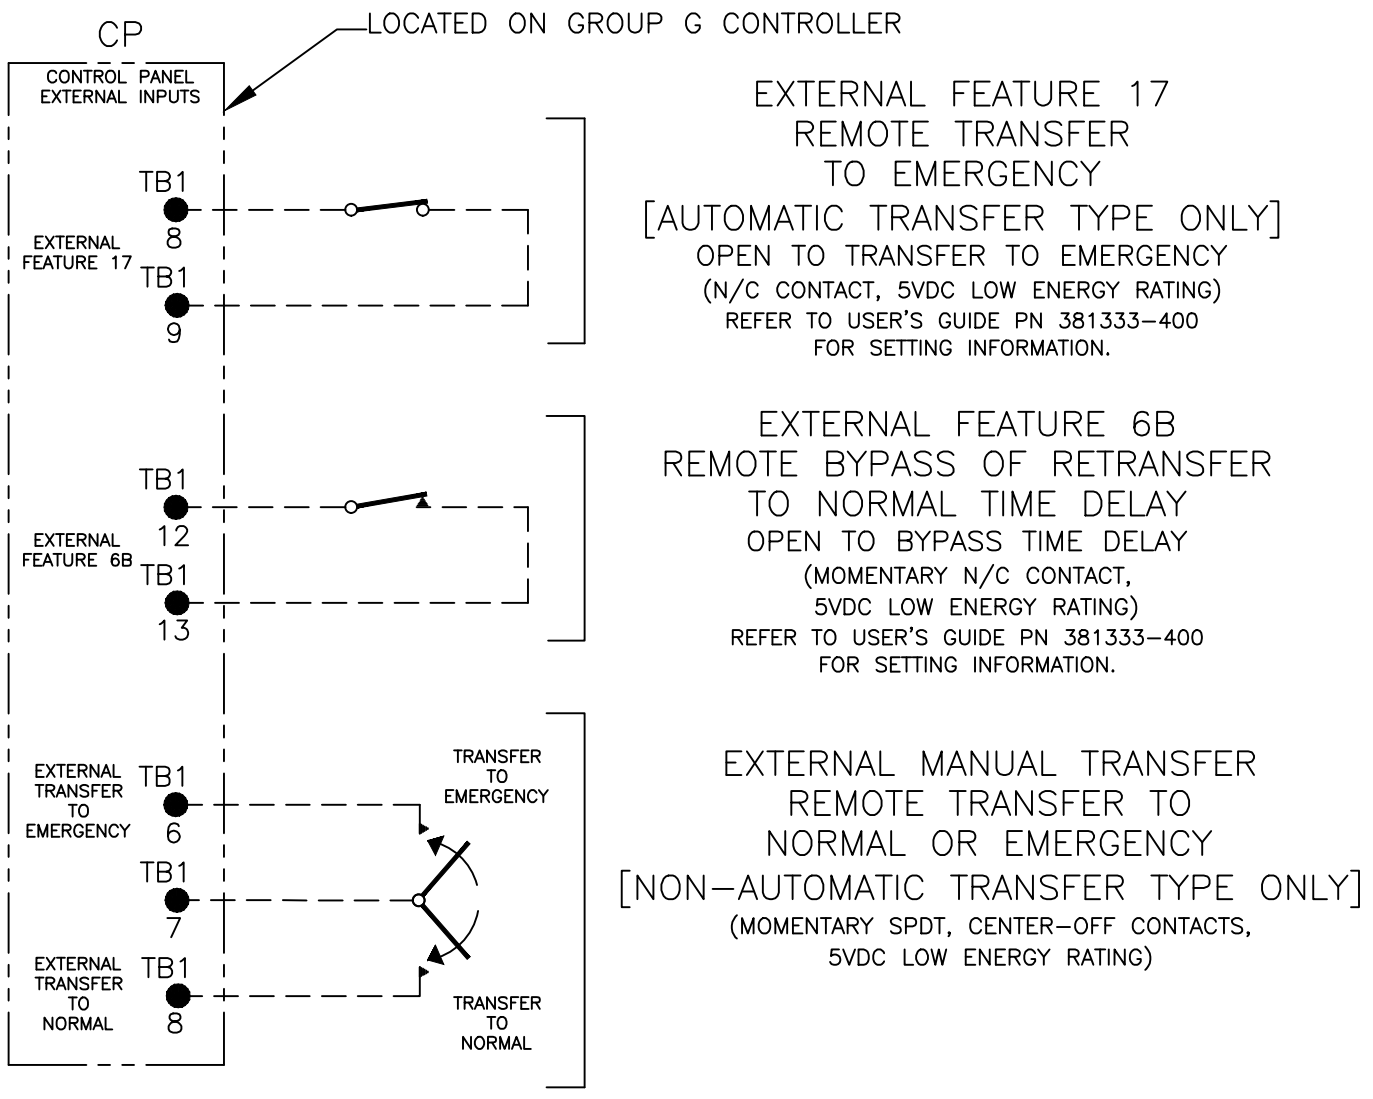 CP
LOCATED ON GROUP G CONTROLLER
CONTROL PANEL
EXTERNAL INPUTS
EXTERNAL
FEATURE 17
TB1
8
TB1
9
EXTERNAL FEATURE 17
REMOTE TRANSFER
TO EMERGENCY
[AUTOMATIC TRANSFER TYPE ONLY]
OPEN TO TRANSFER TO EMERGENCY
(N/C CONTACT, 5VDC LOW ENERGY RATING)
REFER TO USER'S GUIDE PN 381333-400
FOR SETTING INFORMATION.
EXTERNAL
FEATURE 6B
TB1
12
TB1
13
EXTERNAL FEATURE 6B
REMOTE BYPASS OF RETRANSFER
TO NORMAL TIME DELAY
OPEN TO BYPASS TIME DELAY
(MOMENTARY N/C CONTACT,
5VDC LOW ENERGY RATING)
REFER TO USER'S GUIDE PN 381333-400
FOR SETTING INFORMATION.
EXTERNAL
TRANSFER
TO
EMERGENCY
TB1
6
TB1
7
EXTERNAL
TRANSFER
TO
NORMAL
TB1
8
TRANSFER
TO
EMERGENCY
TRANSFER
TO
NORMAL
EXTERNAL MANUAL TRANSFER
REMOTE TRANSFER TO
NORMAL OR EMERGENCY
[NON-AUTOMATIC TRANSFER TYPE ONLY]
(MOMENTARY SPDT, CENTER-OFF CONTACTS,
5VDC LOW ENERGY RATING)